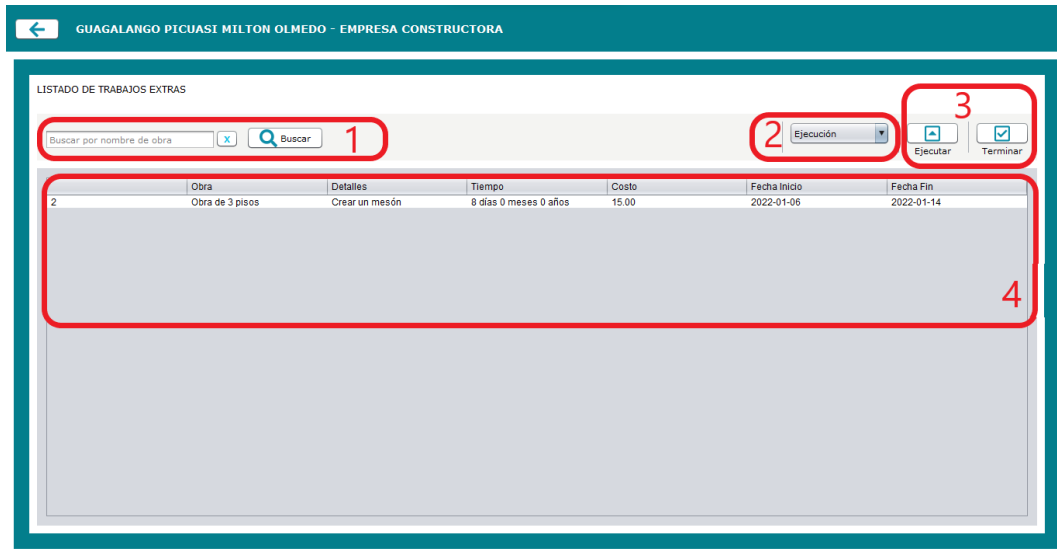 GUAGALANGO PICUASI MILTON OLMEDO - EMPRESA CONSTRUCTORA
LISTADO DE TRABAJOS EXTRAS
Buscar por nombre de obra X Buscar 1 2 Ejecución 3 Ejecutar Terminar
Obra Detalles Tiempo Costo Fecha Inicio Fecha Fin
2 Obra de 3 pisos Crear un mesón 8 días 0 meses 0 años 15.00 2022-01-06 2022-01-14
4